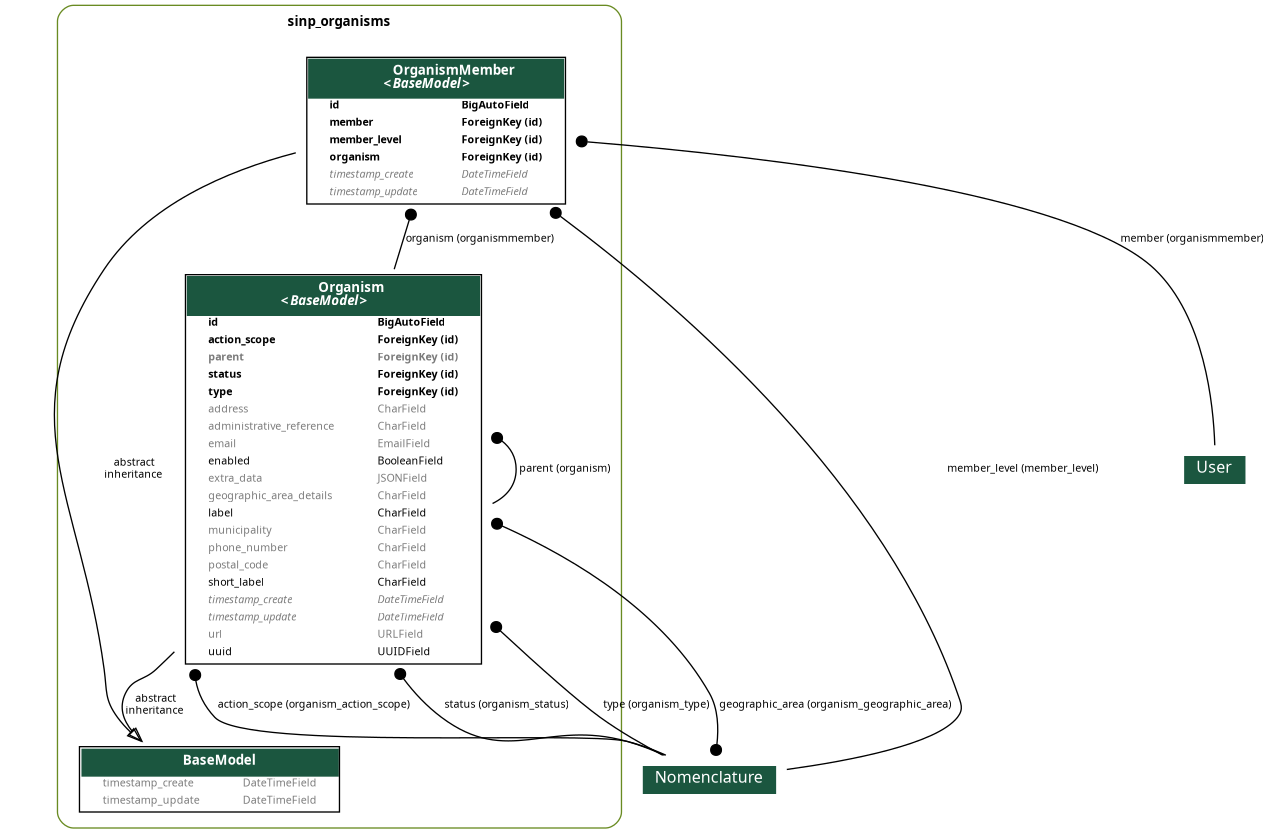 sinp_organisms
OrganismMember
<BaseModel>
id BigAutoField
member ForeignKey (id)
member_level ForeignKey (id)
organism ForeignKey (id)
timestamp_create DateTimeField
timestamp_update DateTimeField
organism (organismmember)
member (organismmember)
Organism
<BaseModel>
id BigAutoField
action_scope ForeignKey (id)
parent ForeignKey (id)
status ForeignKey (id)
type ForeignKey (id)
address CharField
administrative_reference CharField
email EmailField
enabled BooleanField
extra_data JSONField
geographic_area_details CharField
label CharField
municipality CharField
phone_number CharField
postal_code CharField
short_label CharField
timestamp_create DateTimeField
timestamp_update DateTimeField
url URLField
uuid UUIDField
abstract
inheritance
parent (organism)
member_level (member_level)
User
abstract
inheritance
action_scope (organism_action_scope)
status (organism_status)
type (organism_type)
geographic_area (organism_geographic_area)
BaseModel
timestamp_create DateTimeField
timestamp_update DateTimeField
Nomenclature